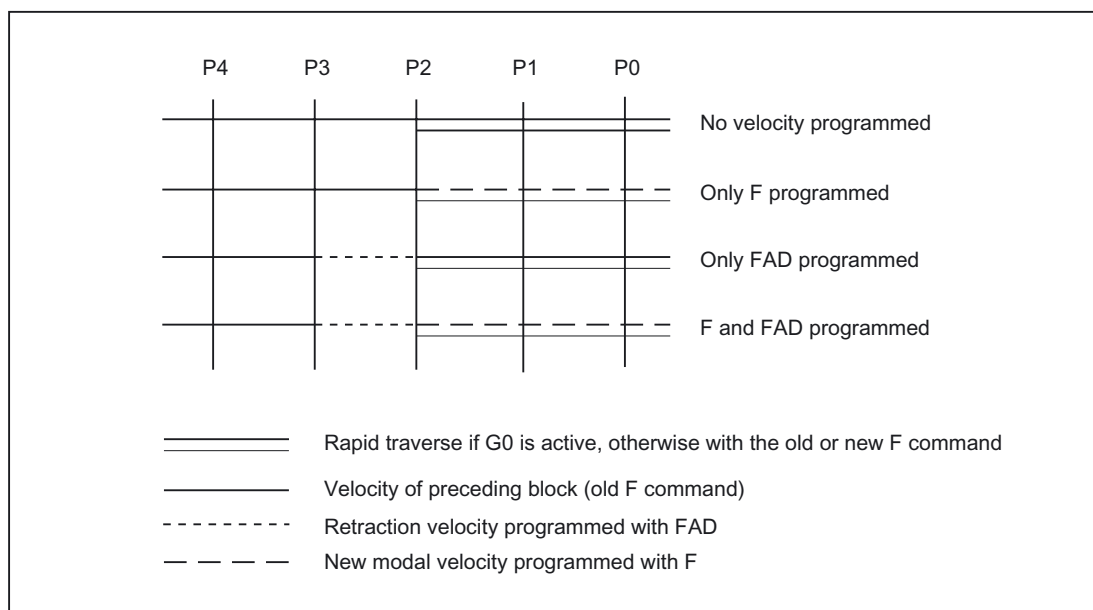 P4 P3 P2 P1 P0
No velocity programmed
Only F programmed
Only FAD programmed
F and FAD programmed
Rapid traverse if G0 is active, otherwise with the old or new F command
Velocity of preceding block (old F command)
Retraction velocity programmed with FAD
New modal velocity programmed with F